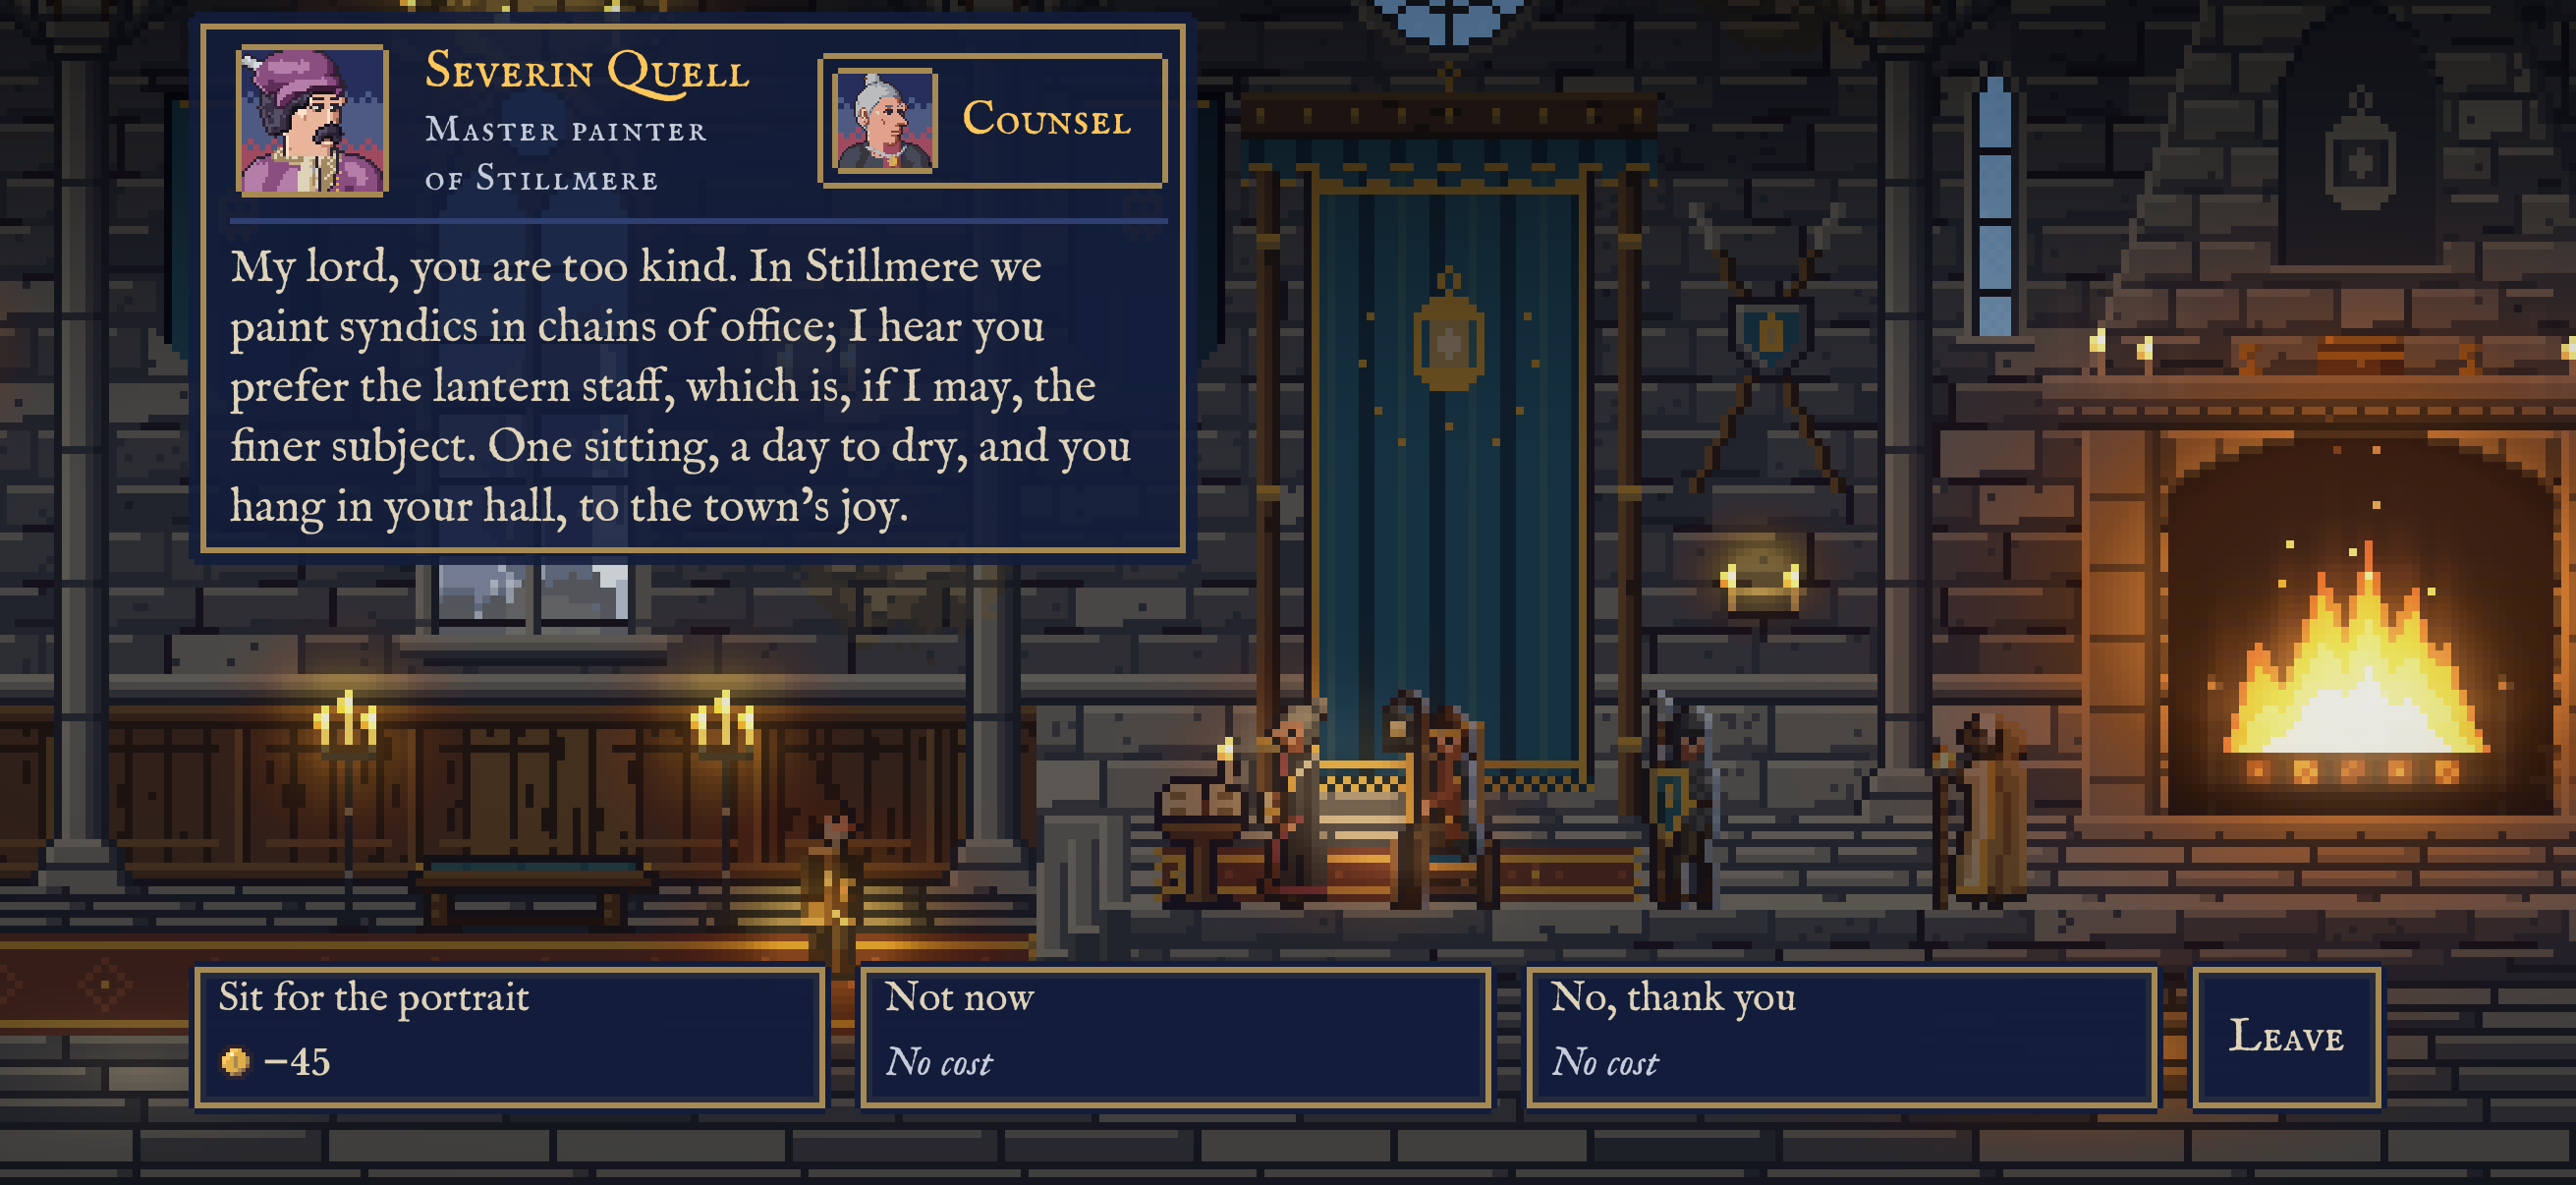 Severin Quell
Master painter
of Stillmere
Counsel
My lord, you are too kind. In Stillmere we
paint syndics in chains of office; I hear you
prefer the lantern staff, which is, if I may, the
finer subject. One sitting, a day to dry, and you
hang in your hall, to the town’s joy.
Sit for the portrait
−45
Not now
No cost
No, thank you
No cost
Leave